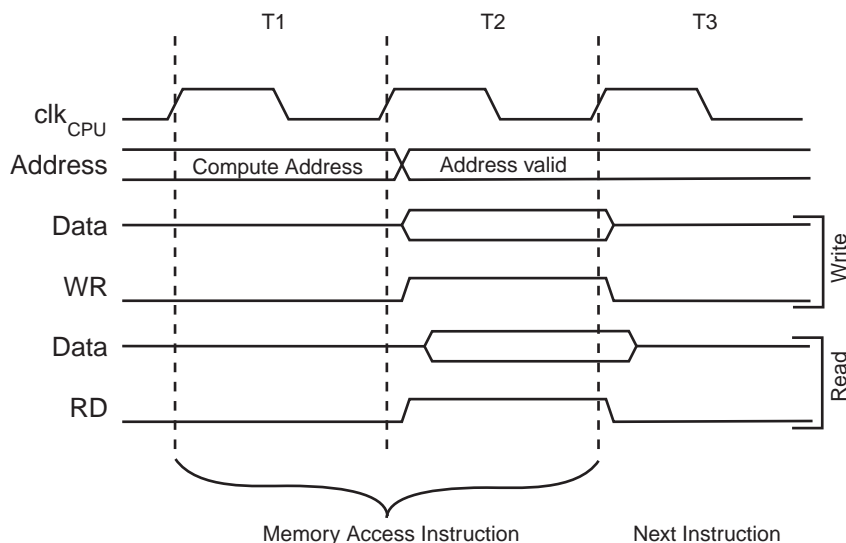 T1 T2 T3
clkCPU
Address Compute Address Address valid
Data
WR
Write
Data
RD
Read
Memory Access Instruction Next Instruction